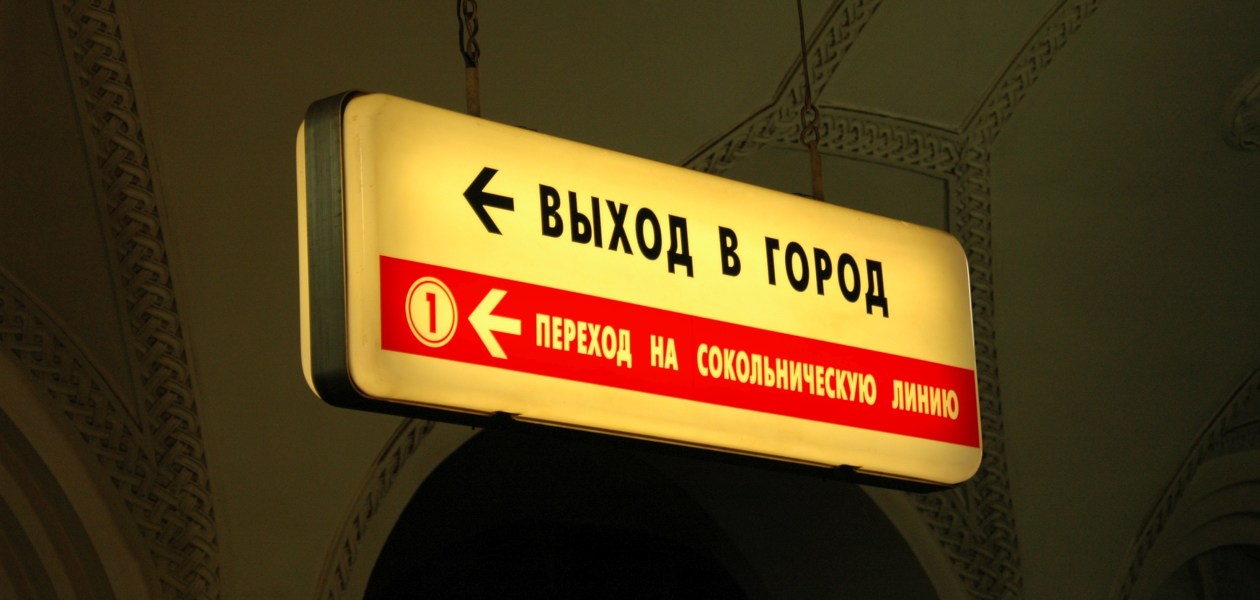 ← ВЫХОД В ГОРОД
1 ← ПЕРЕХОД НА СОКОЛЬНИЧЕСКУЮ ЛИНИЮ